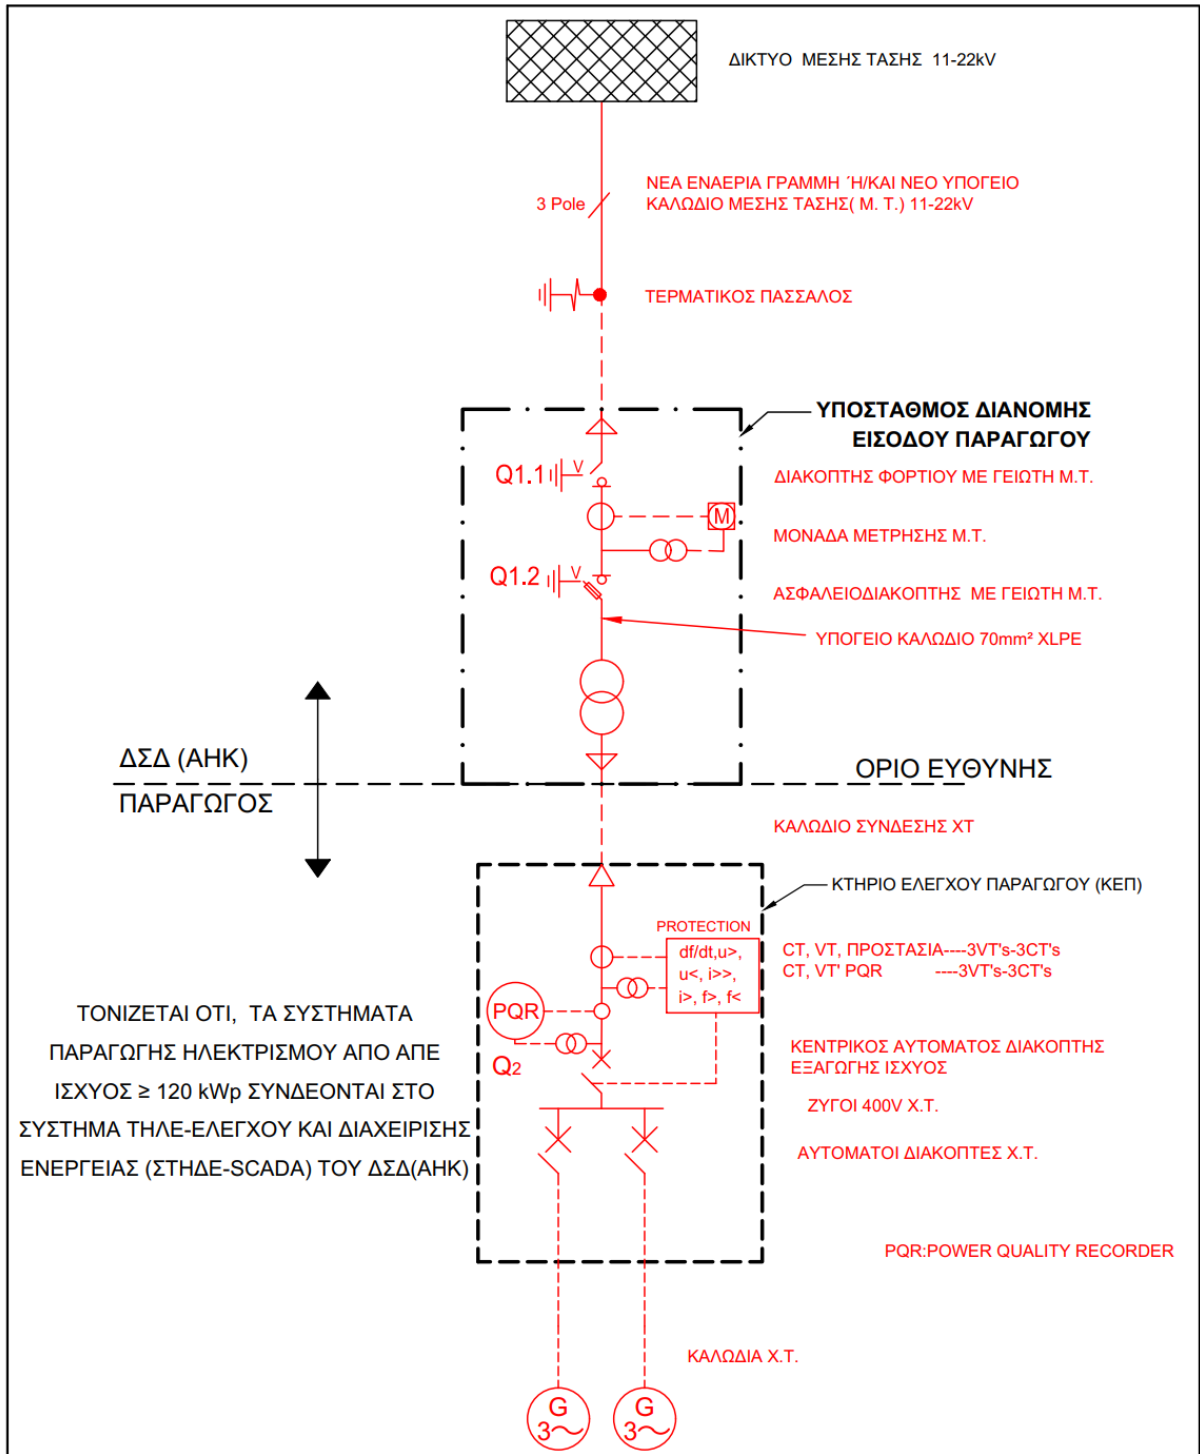 ΔΙΚΤΥΟ ΜΕΣΗΣ ΤΑΣΗΣ 11-22kV
ΝΕΑ ΕΝΑΕΡΙΑ ΓΡΑΜΜΗ Ή/ΚΑΙ ΝΕΟ ΥΠΟΓΕΙΟ
3 Pole
ΚΑΛΩΔΙΟ ΜΕΣΗΣ ΤΑΣΗΣ( Μ. Τ.) 11-22kV
ΤΕΡΜΑΤΙΚΟΣ ΠΑΣΣΑΛΟΣ
ΥΠΟΣΤΑΘΜΟΣ ΔΙΑΝΟΜΗΣ
ΕΙΣΟΔΟΥ ΠΑΡΑΓΩΓΟΥ
Q1.1
V
ΔΙΑΚΟΠΤΗΣ ΦΟΡΤΙΟΥ ΜΕ ΓΕΙΩΤΗ Μ.Τ.
M
ΜΟΝΑΔΑ ΜΕΤΡΗΣΗΣ Μ.Τ.
Q1.2
V
ΑΣΦΑΛΕΙΟΔΙΑΚΟΠΤΗΣ ΜΕ ΓΕΙΩΤΗ Μ.Τ.
ΥΠΟΓΕΙΟ ΚΑΛΩΔΙΟ 70mm² XLPE
ΔΣΔ (ΑΗΚ)
ΟΡΙΟ ΕΥΘΥΝΗΣ
ΠΑΡΑΓΩΓΟΣ
ΚΑΛΩΔΙΟ ΣΥΝΔΕΣΗΣ ΧΤ
ΚΤΗΡΙΟ ΕΛΕΓΧΟΥ ΠΑΡΑΓΩΓΟΥ (ΚΕΠ)
PROTECTION
df/dt,u>,
u<, i>>,
i>, f>, f<
CT, VT, ΠΡΟΣΤΑΣΙΑ----3VT's-3CT's
CT, VT' PQR ----3VT's-3CT's
PQR
Q2
ΤΟΝΙΖΕΤΑΙ ΟΤΙ, ΤΑ ΣΥΣΤΗΜΑΤΑ
ΠΑΡΑΓΩΓΗΣ ΗΛΕΚΤΡΙΣΜΟΥ ΑΠΟ ΑΠΕ
ΙΣΧΥΟΣ ≥ 120 kWp ΣΥΝΔΕΟΝΤΑΙ ΣΤΟ
ΣΥΣΤΗΜΑ ΤΗΛΕ-ΕΛΕΓΧΟΥ ΚΑΙ ΔΙΑΧΕΙΡΙΣΗΣ
ΕΝΕΡΓΕΙΑΣ (ΣΤΗΔΕ-SCADA) ΤΟΥ ΔΣΔ(ΑΗΚ)
ΚΕΝΤΡΙΚΟΣ ΑΥΤΟΜΑΤΟΣ ΔΙΑΚΟΠΤΗΣ
ΕΞΑΓΩΓΗΣ ΙΣΧΥΟΣ
ΖΥΓΟΙ 400V Χ.Τ.
ΑΥΤΟΜΑΤΟΙ ΔΙΑΚΟΠΤΕΣ Χ.Τ.
PQR:POWER QUALITY RECORDER
ΚΑΛΩΔΙΑ Χ.Τ.
G
3~
G
3~